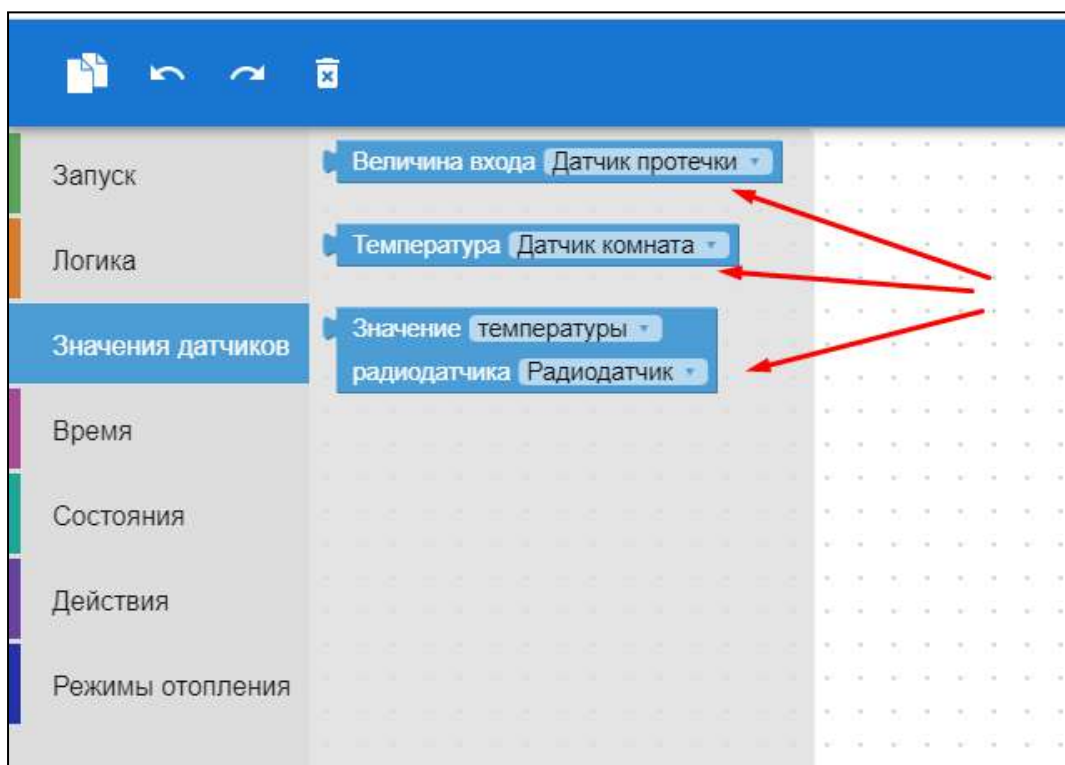 Запуск
Логика
Значения датчиков
Время
Состояния
Действия
Режимы отопления
Величина входа Датчик протечки
Температура Датчик комната
Значение температуры
радиодатчика Радиодатчик